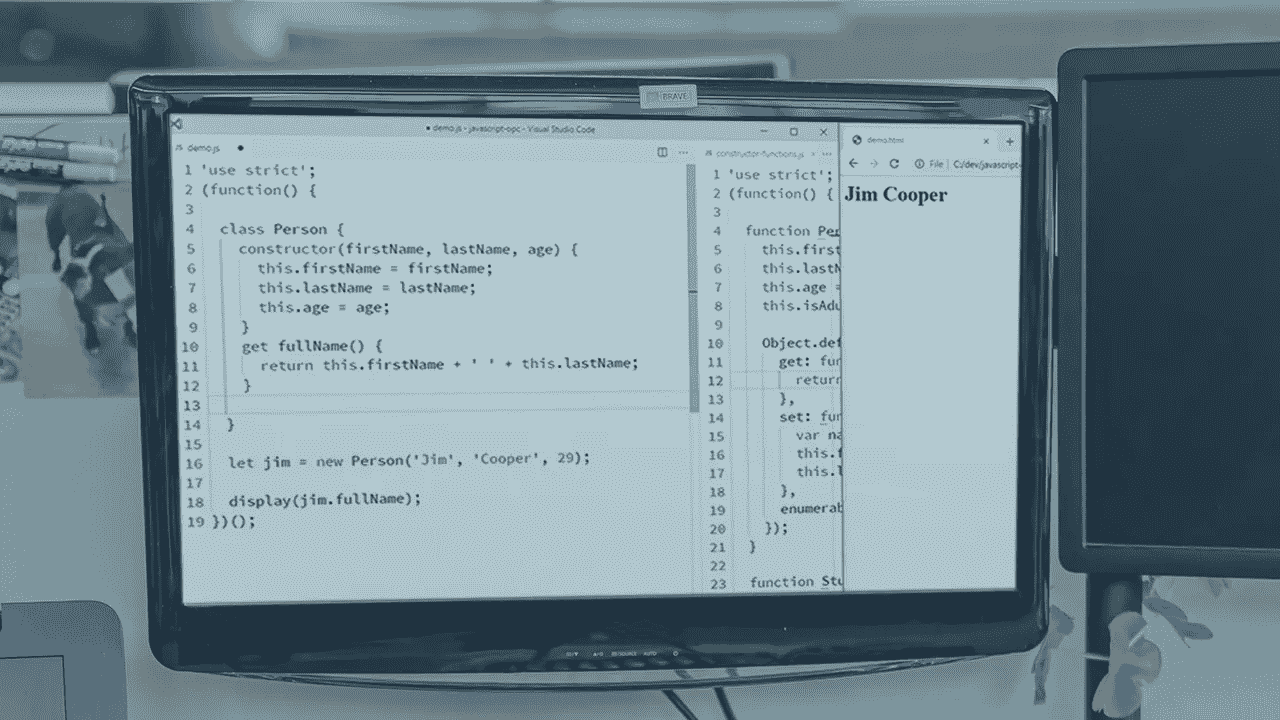 BRAVE
demo.js - javascript-opc - Visual Studio Code
demo.js
1 'use strict';
2 (function() {
3
4 class Person {
5 constructor(firstName, lastName, age) {
6 this.firstName = firstName;
7 this.lastName = lastName;
8 this.age = age;
9 }
10 get fullName() {
11 return this.firstName + ' ' + this.lastName;
12 }
13
14 }
15
16 let jim = new Person('Jim', 'Cooper', 29);
17
18 display(jim.fullName);
19 })();
constructor-functions.js
1 'use strict';
2 (function() {
3
4 function Per
5 this.first
6 this.lastN
7 this.age =
8 this.isAdu
9
10 Object.def
11 get: fun
12 return
13 },
14 set: fun
15 var na
16 this.f
17 this.l
18 },
19 enumerab
20 });
21 }
22
23 function Stu
demo.html
File C:/dev/javascript-
Jim Cooper
AUTO